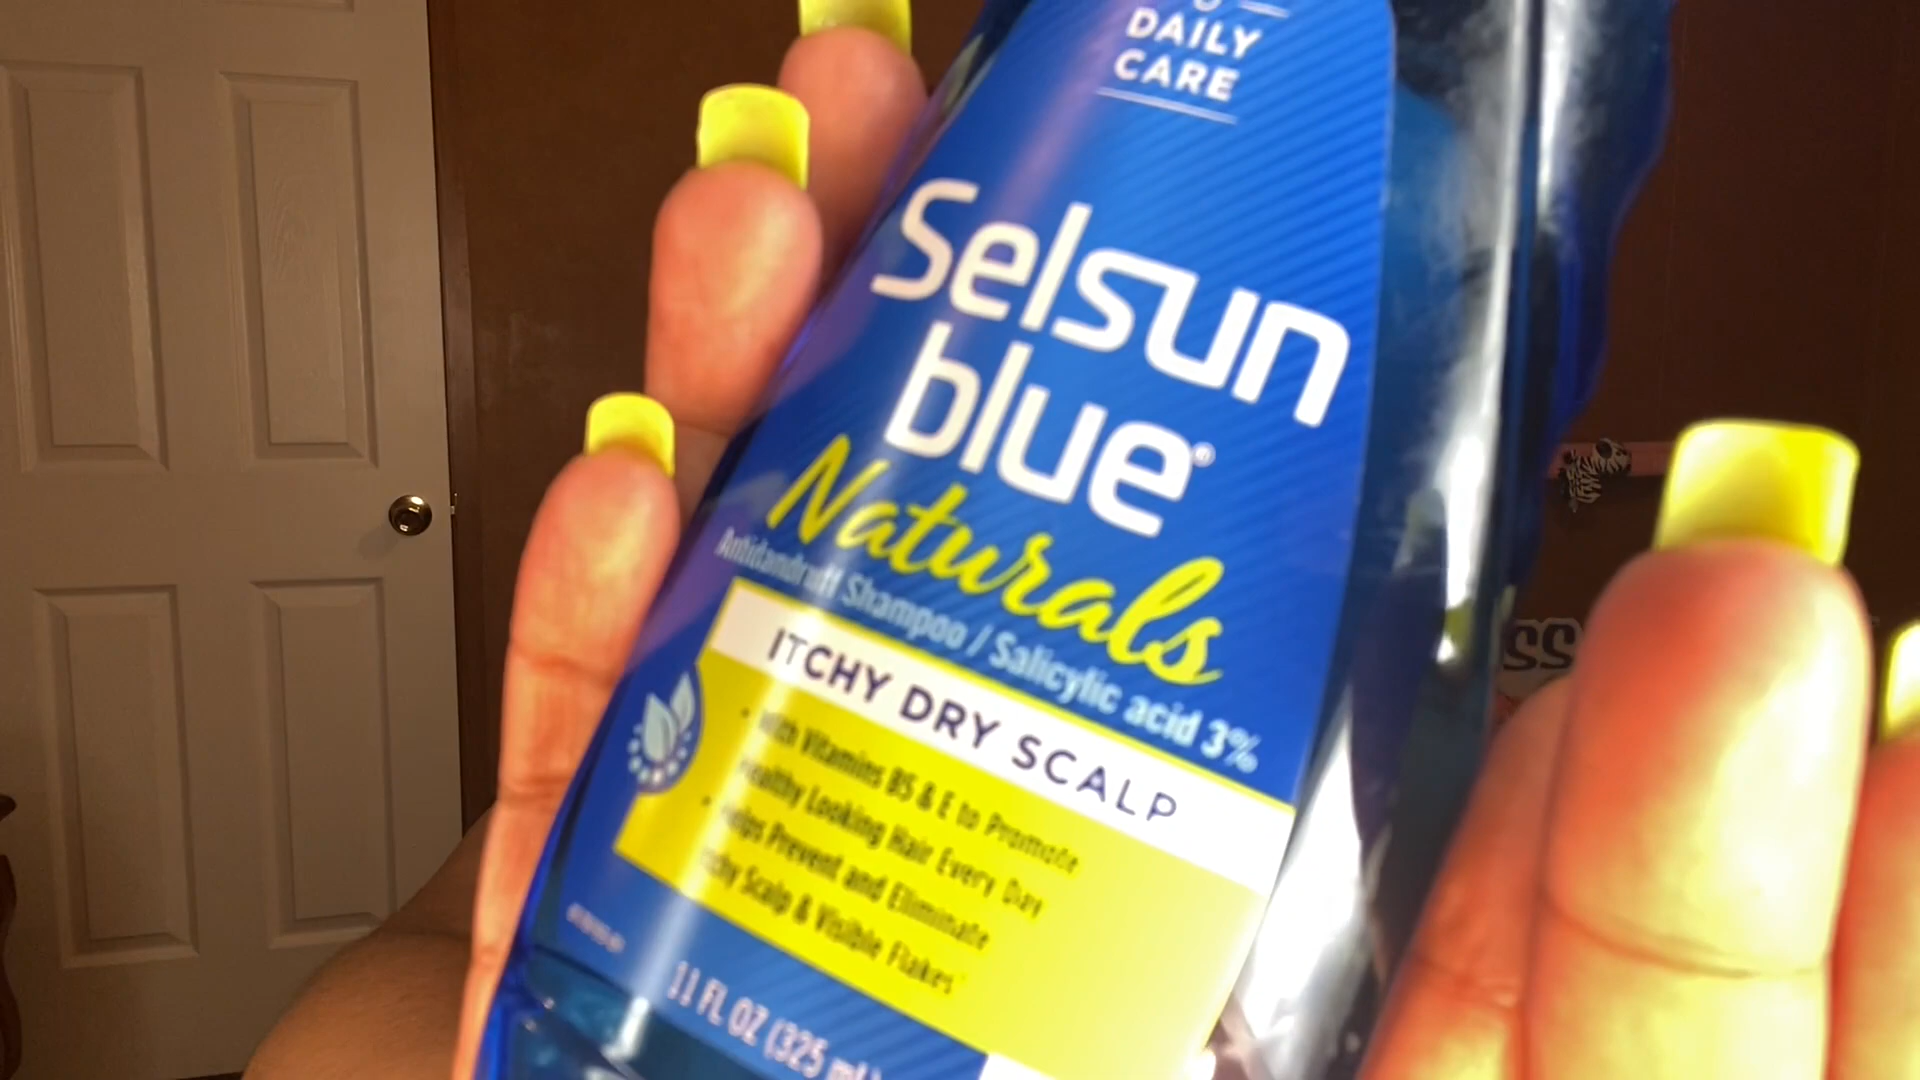 DAILY
CARE
Selsun
blue®
Naturals
Antidandruff Shampoo / Salicylic acid 3%
ITCHY DRY SCALP
• With Vitamins B5 & E to Promote
Healthy Looking Hair Every Day
• Helps Prevent and Eliminate
Itchy Scalp & Visible Flakes
11 FL OZ (325 mL)
SS